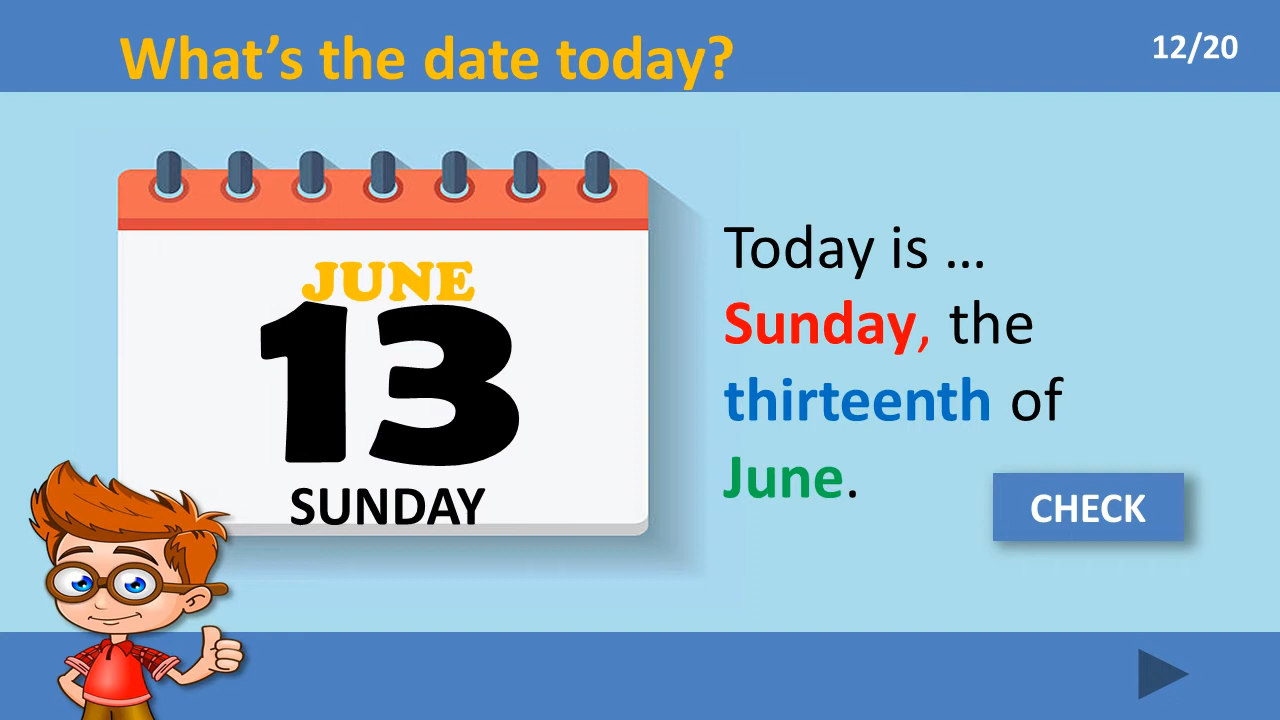 What's the date today?
12/20
JUNE
13
SUNDAY
Today is …
Sunday, the
thirteenth of
June.
CHECK